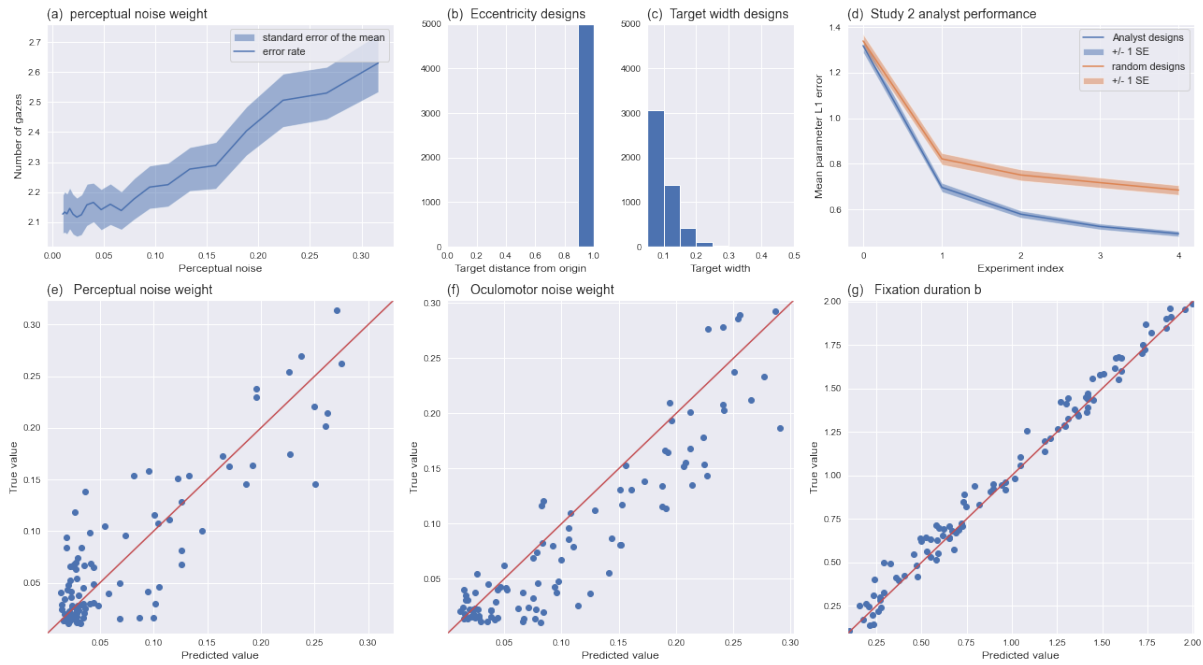 (a) perceptual noise weight
2.7
2.6
2.5
2.4
2.3
2.2
2.1
0.00 0.05 0.10 0.15 0.20 0.25 0.30
Number of gazes
Perceptual noise
standard error of the mean
error rate
(b) Eccentricity designs
5000
4000
3000
2000
1000
0
0.0 0.2 0.4 0.6 0.8 1.0
Target distance from origin
(c) Target width designs
5000
4000
3000
2000
1000
0
0.0 0.1 0.2 0.3 0.4 0.5
Target width
(d) Study 2 analyst performance
1.4
1.2
1.0
0.8
0.6
0 1 2 3 4
Mean parameter L1 error
Experiment index
Analyst designs
+/- 1 SE
random designs
+/- 1 SE
(e) Perceptual noise weight
0.30
0.25
0.20
0.15
0.10
0.05
0.05 0.10 0.15 0.20 0.25 0.30
True value
Predicted value
(f) Oculomotor noise weight
0.30
0.25
0.20
0.15
0.10
0.05
0.05 0.10 0.15 0.20 0.25 0.30
True value
Predicted value
(g) Fixation duration b
2.00
1.75
1.50
1.25
1.00
0.75
0.50
0.25
0.25 0.50 0.75 1.00 1.25 1.50 1.75 2.00
True value
Predicted value